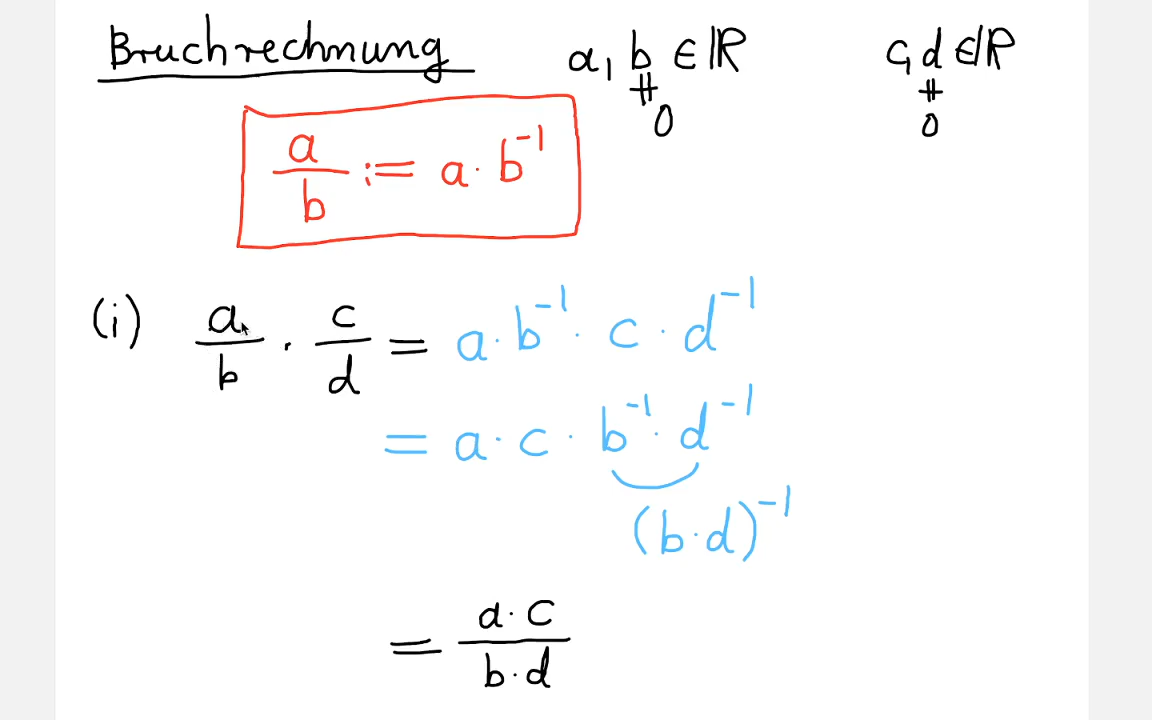 Bruchrechnung a, b ∈ ℝ c, d ∈ ℝ
≠ ≠
0 0
a/b := a · b⁻¹
(i) a/b · c/d = a · b⁻¹ · c · d⁻¹
= a · c · b⁻¹ · d⁻¹
(b · d)⁻¹
= a · c / b · d